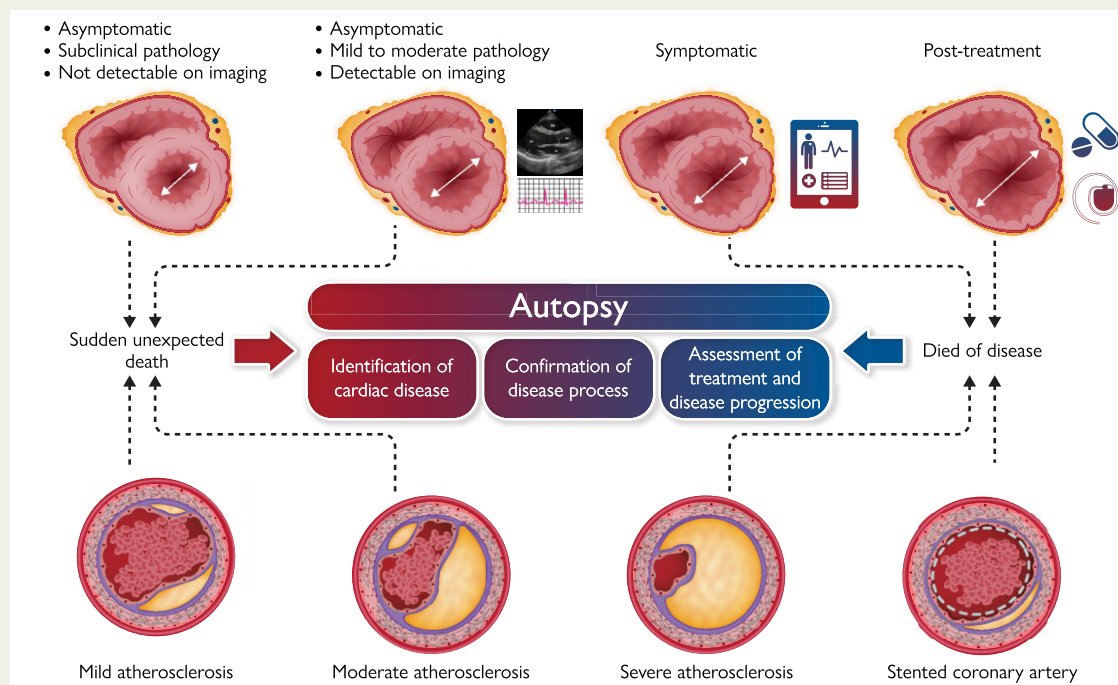 • Asymptomatic
• Subclinical pathology
• Not detectable on imaging
• Asymptomatic
• Mild to moderate pathology
• Detectable on imaging
Symptomatic
Post-treatment
Autopsy
Sudden unexpected
death
Identification of
cardiac disease
Confirmation of
disease process
Assessment of
treatment and
disease progression
Died of disease
Mild atherosclerosis
Moderate atherosclerosis
Severe atherosclerosis
Stented coronary artery